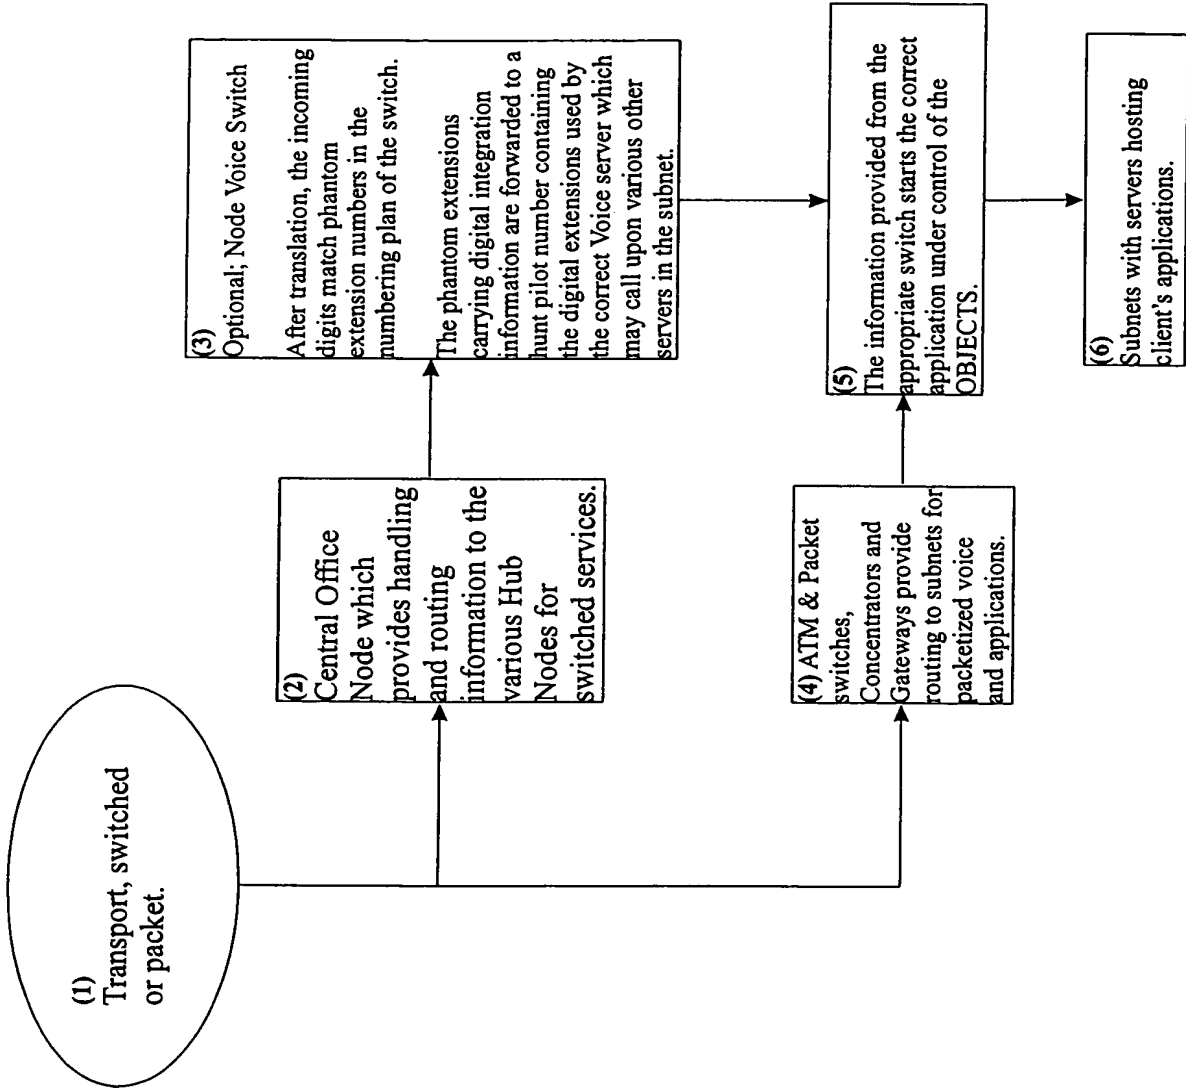 (1)
Transport, switched
or packet.
(2)
Central Office
Node which
provides handling
and routing
information to the
various Hub
Nodes for
switched services.
(3)
Optional; Node Voice Switch
After translation, the incoming
digits match phantom
extension numbers in the
numbering plan of the switch.
The phantom extensions
carrying digital integration
information are forwarded to a
hunt pilot number containing
the digital extensions used by
the correct Voice server which
may call upon various other
servers in the subnet.
(4) ATM & Packet
switches,
Concentrators and
Gateways provide
routing to subnets for
packetized voice
and applications.
(5)
The information provided from the
appropriate switch starts the correct
application under control of the
OBJECTS.
(6)
Subnets with servers hosting
client's applications.